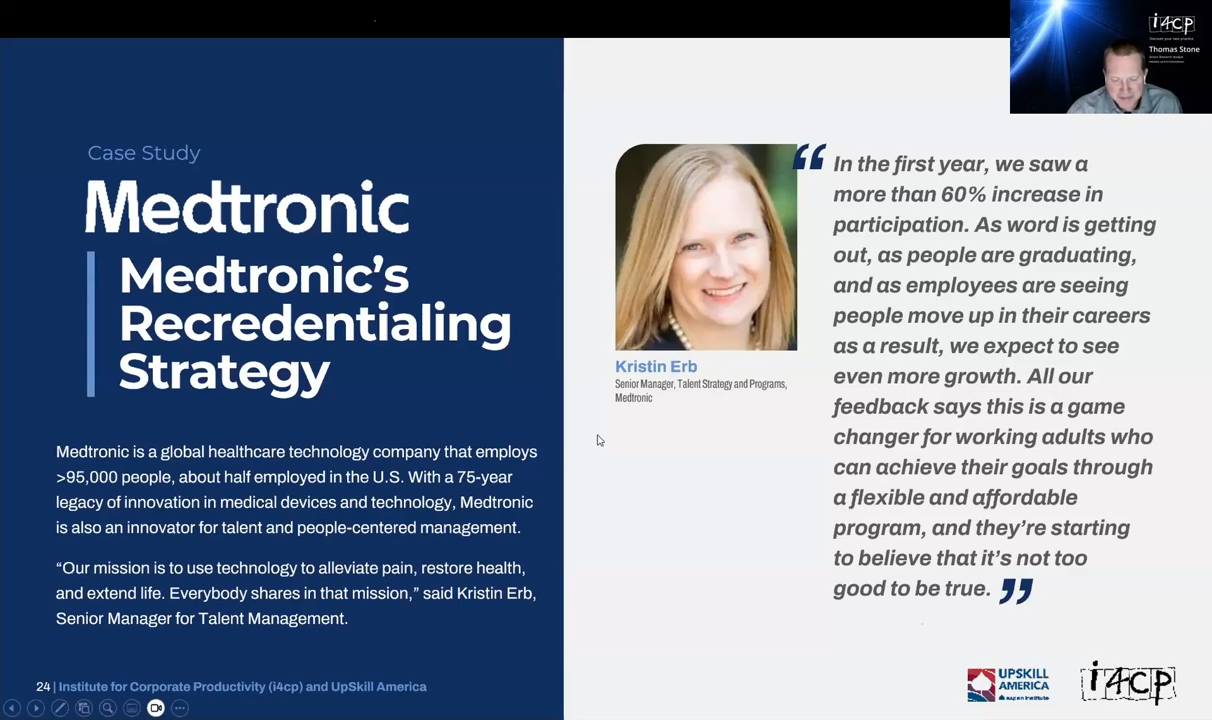 i4cp
Thomas Stone
Case Study
Medtronic
Medtronic's
Recredentialing
Strategy
Medtronic is a global healthcare technology company that employs
>95,000 people, about half employed in the U.S. With a 75-year
legacy of innovation in medical devices and technology, Medtronic
is also an innovator for talent and people-centered management.
“Our mission is to use technology to alleviate pain, restore health,
and extend life. Everybody shares in that mission,” said Kristin Erb,
Senior Manager for Talent Management.
Kristin Erb
Senior Manager, Talent Strategy and Programs,
Medtronic
“ In the first year, we saw a
more than 60% increase in
participation. As word is getting
out, as people are graduating,
and as employees are seeing
people move up in their careers
as a result, we expect to see
even more growth. All our
feedback says this is a game
changer for working adults who
can achieve their goals through
a flexible and affordable
program, and they’re starting
to believe that it’s not too
good to be true. ”
24 | Institute for Corporate Productivity (i4cp) and UpSkill America
UPSKILL
AMERICA
aspen institute
i4cp